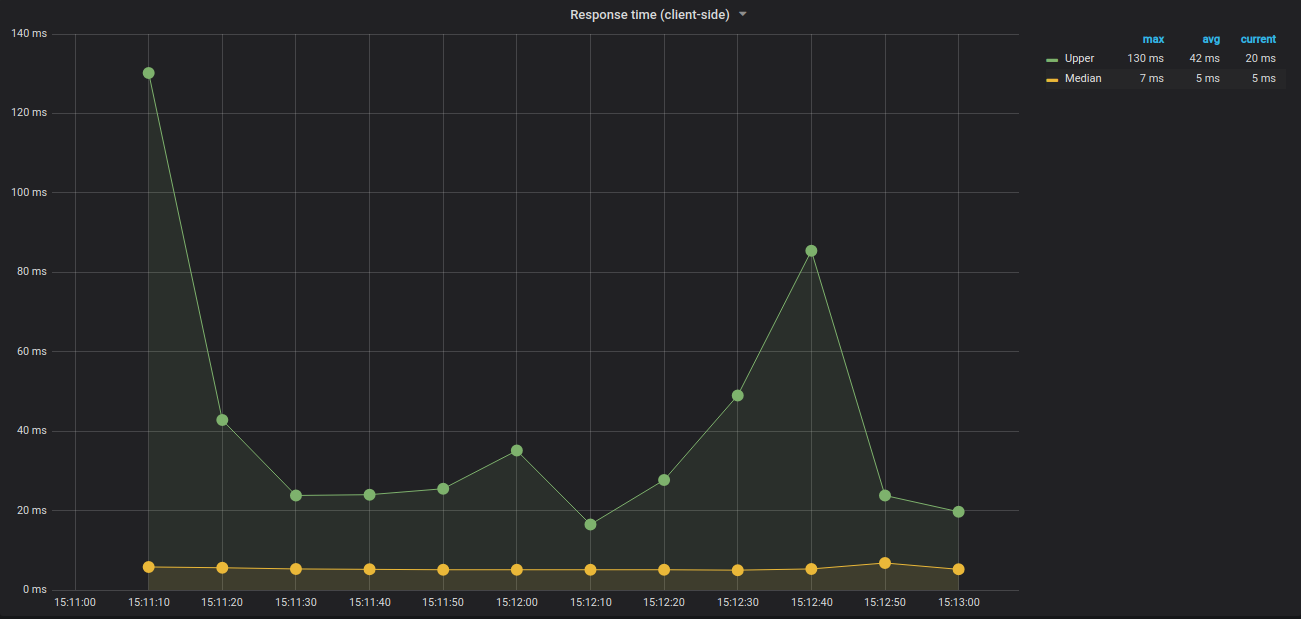 Response time (client-side)
140 ms
120 ms
100 ms
80 ms
60 ms
40 ms
20 ms
0 ms
15:11:00 15:11:10 15:11:20 15:11:30 15:11:40 15:11:50 15:12:00 15:12:10 15:12:20 15:12:30 15:12:40 15:12:50 15:13:00
max avg current
Upper 130 ms 42 ms 20 ms
Median 7 ms 5 ms 5 ms